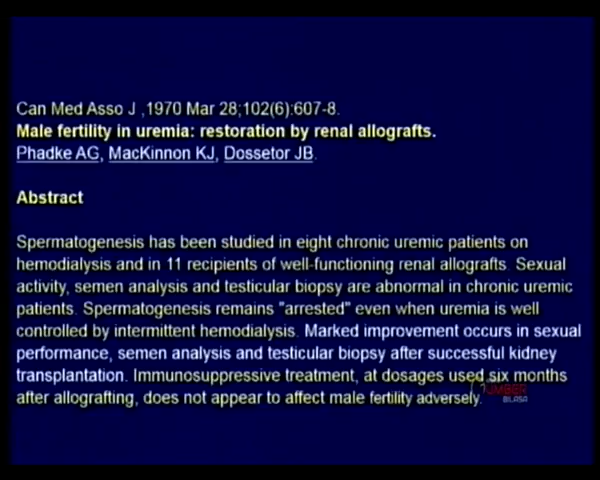 Can Med Asso J ,1970 Mar 28;102(6):607-8.
Male fertility in uremia: restoration by renal allografts.
Phadke AG, MacKinnon KJ, Dossetor JB.
Abstract
Spermatogenesis has been studied in eight chronic uremic patients on
hemodialysis and in 11 recipients of well-functioning renal allografts. Sexual
activity, semen analysis and testicular biopsy are abnormal in chronic uremic
patients. Spermatogenesis remains "arrested" even when uremia is well
controlled by intermittent hemodialysis. Marked improvement occurs in sexual
performance, semen analysis and testicular biopsy after successful kidney
transplantation. Immunosuppressive treatment, at dosages used six months
after allografting, does not appear to affect male fertility adversely.